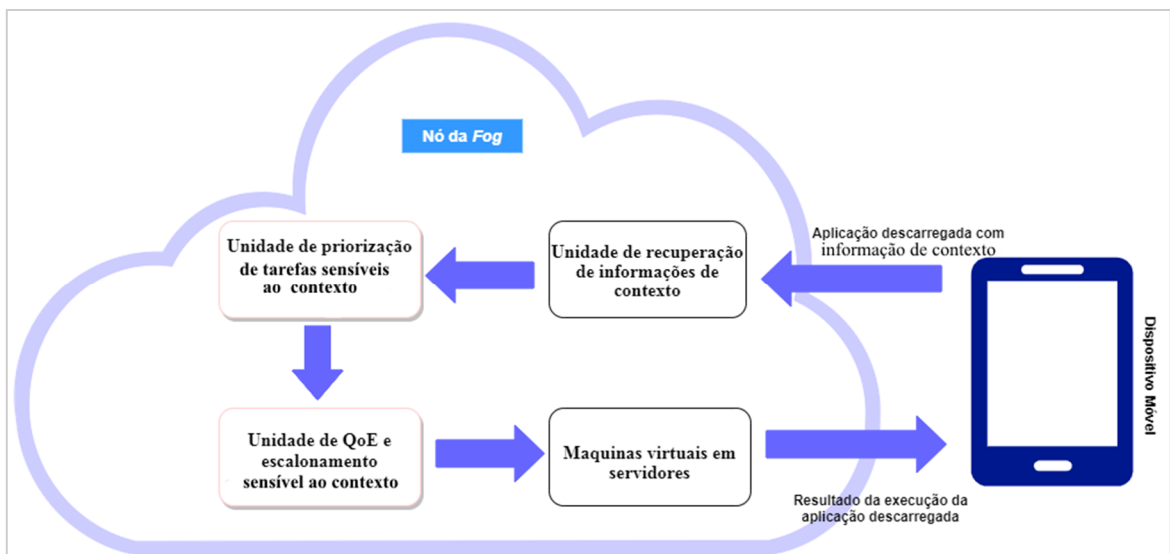 Nó da Fog
Unidade de priorização
de tarefas sensíveis
ao contexto
Unidade de recuperação
de informações de
contexto
Aplicação descarregada com
informação de contexto
Dispositivo Móvel
Unidade de QoE e
escalonamento
sensível ao contexto
Maquinas virtuais em
servidores
Resultado da execução da
aplicação descarregada